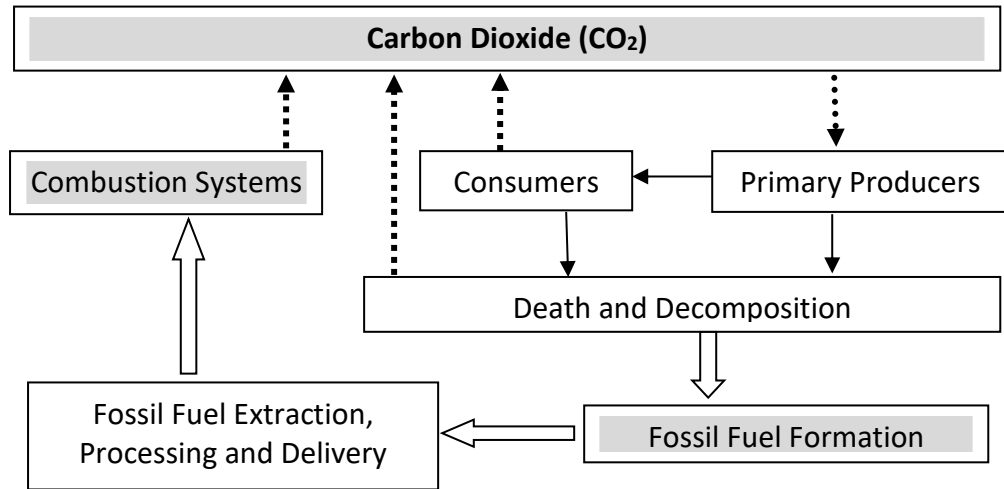 Carbon Dioxide (CO₂)
Combustion Systems
Consumers
Primary Producers
Death and Decomposition
Fossil Fuel Extraction,
Processing and Delivery
Fossil Fuel Formation